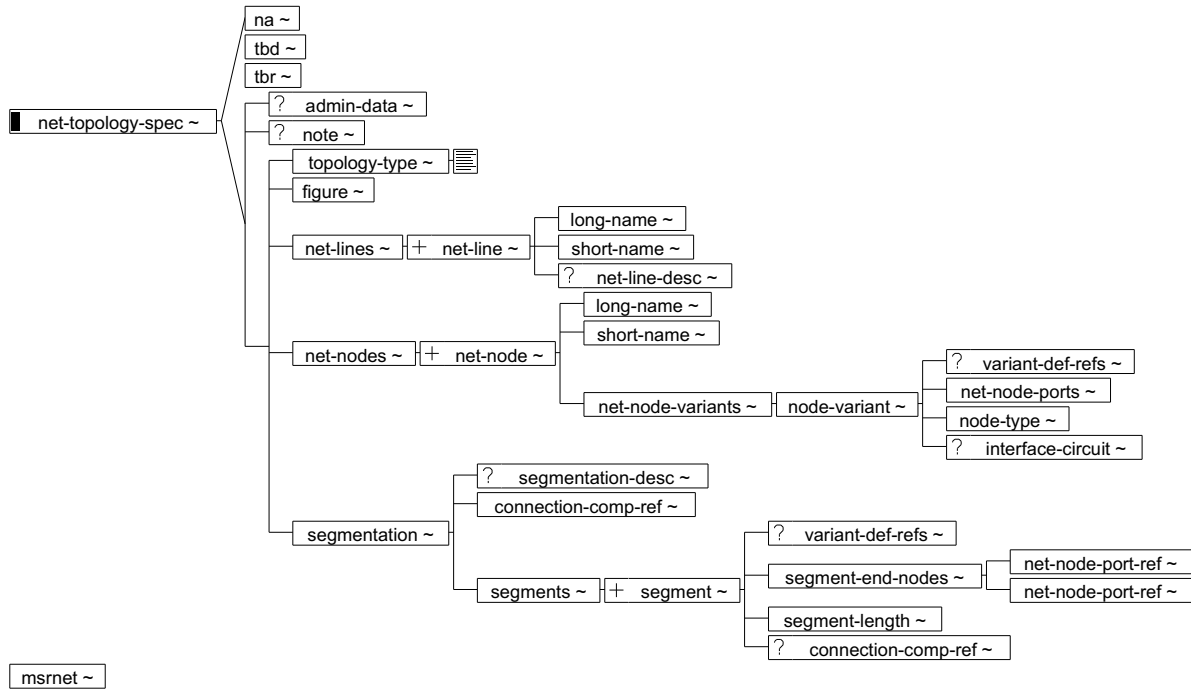 na ~
tbd ~
tbr ~
net-topology-spec ~
? admin-data ~
? note ~
topology-type ~
figure ~
net-lines ~
+ net-line ~
long-name ~
short-name ~
? net-line-desc ~
net-nodes ~
+ net-node ~
long-name ~
short-name ~
net-node-variants ~
node-variant ~
? variant-def-refs ~
net-node-ports ~
node-type ~
? interface-circuit ~
segmentation ~
? segmentation-desc ~
connection-comp-ref ~
segments ~
+ segment ~
? variant-def-refs ~
segment-end-nodes ~
net-node-port-ref ~
net-node-port-ref ~
segment-length ~
? connection-comp-ref ~
msrnet ~